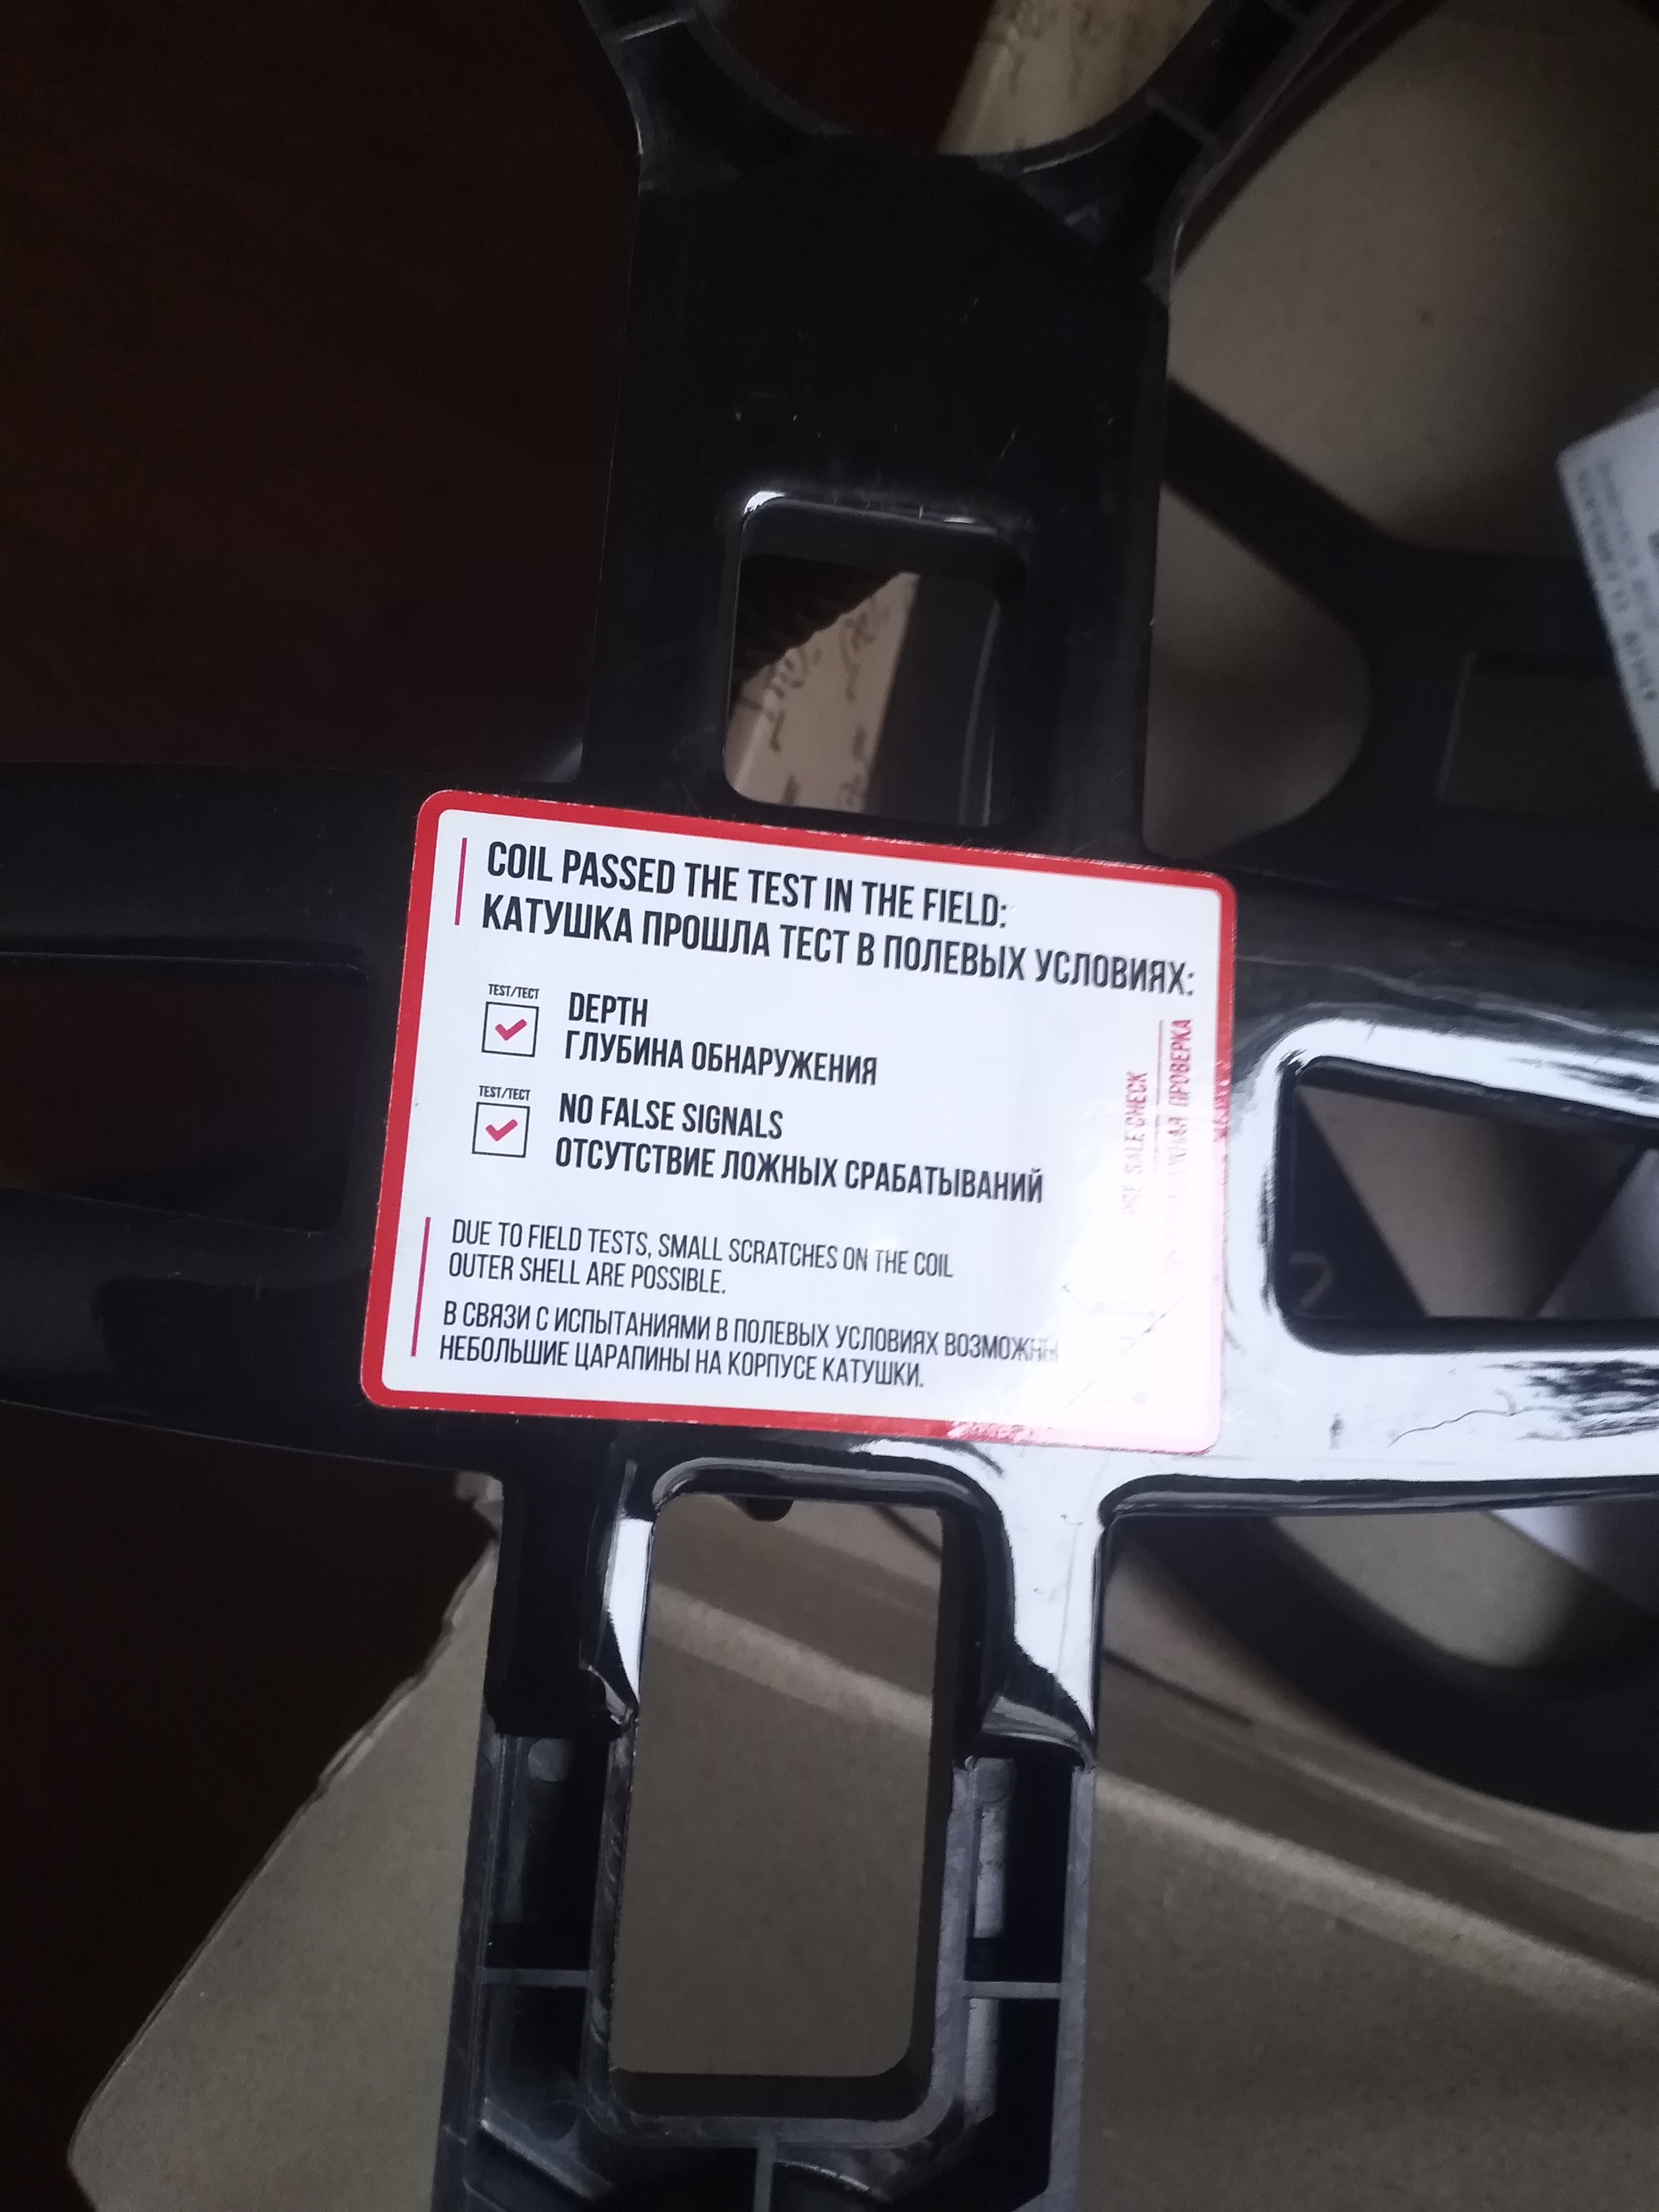 COIL PASSED THE TEST IN THE FIELD:
КАТУШКА ПРОШЛА ТЕСТ В ПОЛЕВЫХ УСЛОВИЯХ:
TEST/ТЕСТ
DEPTH
ГЛУБИНА ОБНАРУЖЕНИЯ
TEST/ТЕСТ
NO FALSE SIGNALS
ОТСУТСТВИЕ ЛОЖНЫХ СРАБАТЫВАНИЙ
DUE TO FIELD TESTS, SMALL SCRATCHES ON THE COIL
OUTER SHELL ARE POSSIBLE.
В СВЯЗИ С ИСПЫТАНИЯМИ В ПОЛЕВЫХ УСЛОВИЯХ ВОЗМОЖНЫ
НЕБОЛЬШИЕ ЦАРАПИНЫ НА КОРПУСЕ КАТУШКИ.
PRE SALE CHECK
ПРОВЕРКА